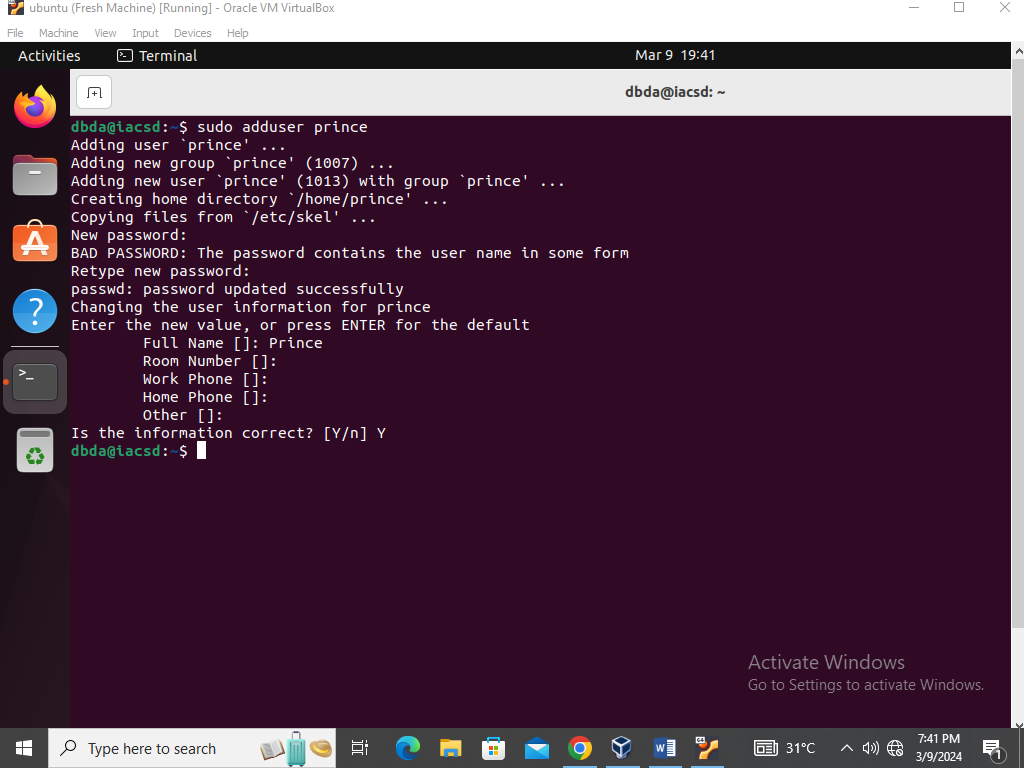 ubuntu (Fresh Machine) [Running] - Oracle VM VirtualBox
File Machine View Input Devices Help
Activities Terminal Mar 9 19:41
dbda@iacsd: ~
dbda@iacsd:~$ sudo adduser prince
Adding user `prince' ...
Adding new group `prince' (1007) ...
Adding new user `prince' (1013) with group `prince' ...
Creating home directory `/home/prince' ...
Copying files from `/etc/skel' ...
New password:
BAD PASSWORD: The password contains the user name in some form
Retype new password:
passwd: password updated successfully
Changing the user information for prince
Enter the new value, or press ENTER for the default
Full Name []: Prince
Room Number []:
Work Phone []:
Home Phone []:
Other []:
Is the information correct? [Y/n] Y
dbda@iacsd:~$
Activate Windows
Go to Settings to activate Windows.
Type here to search
31°C
7:41 PM
3/9/2024
1